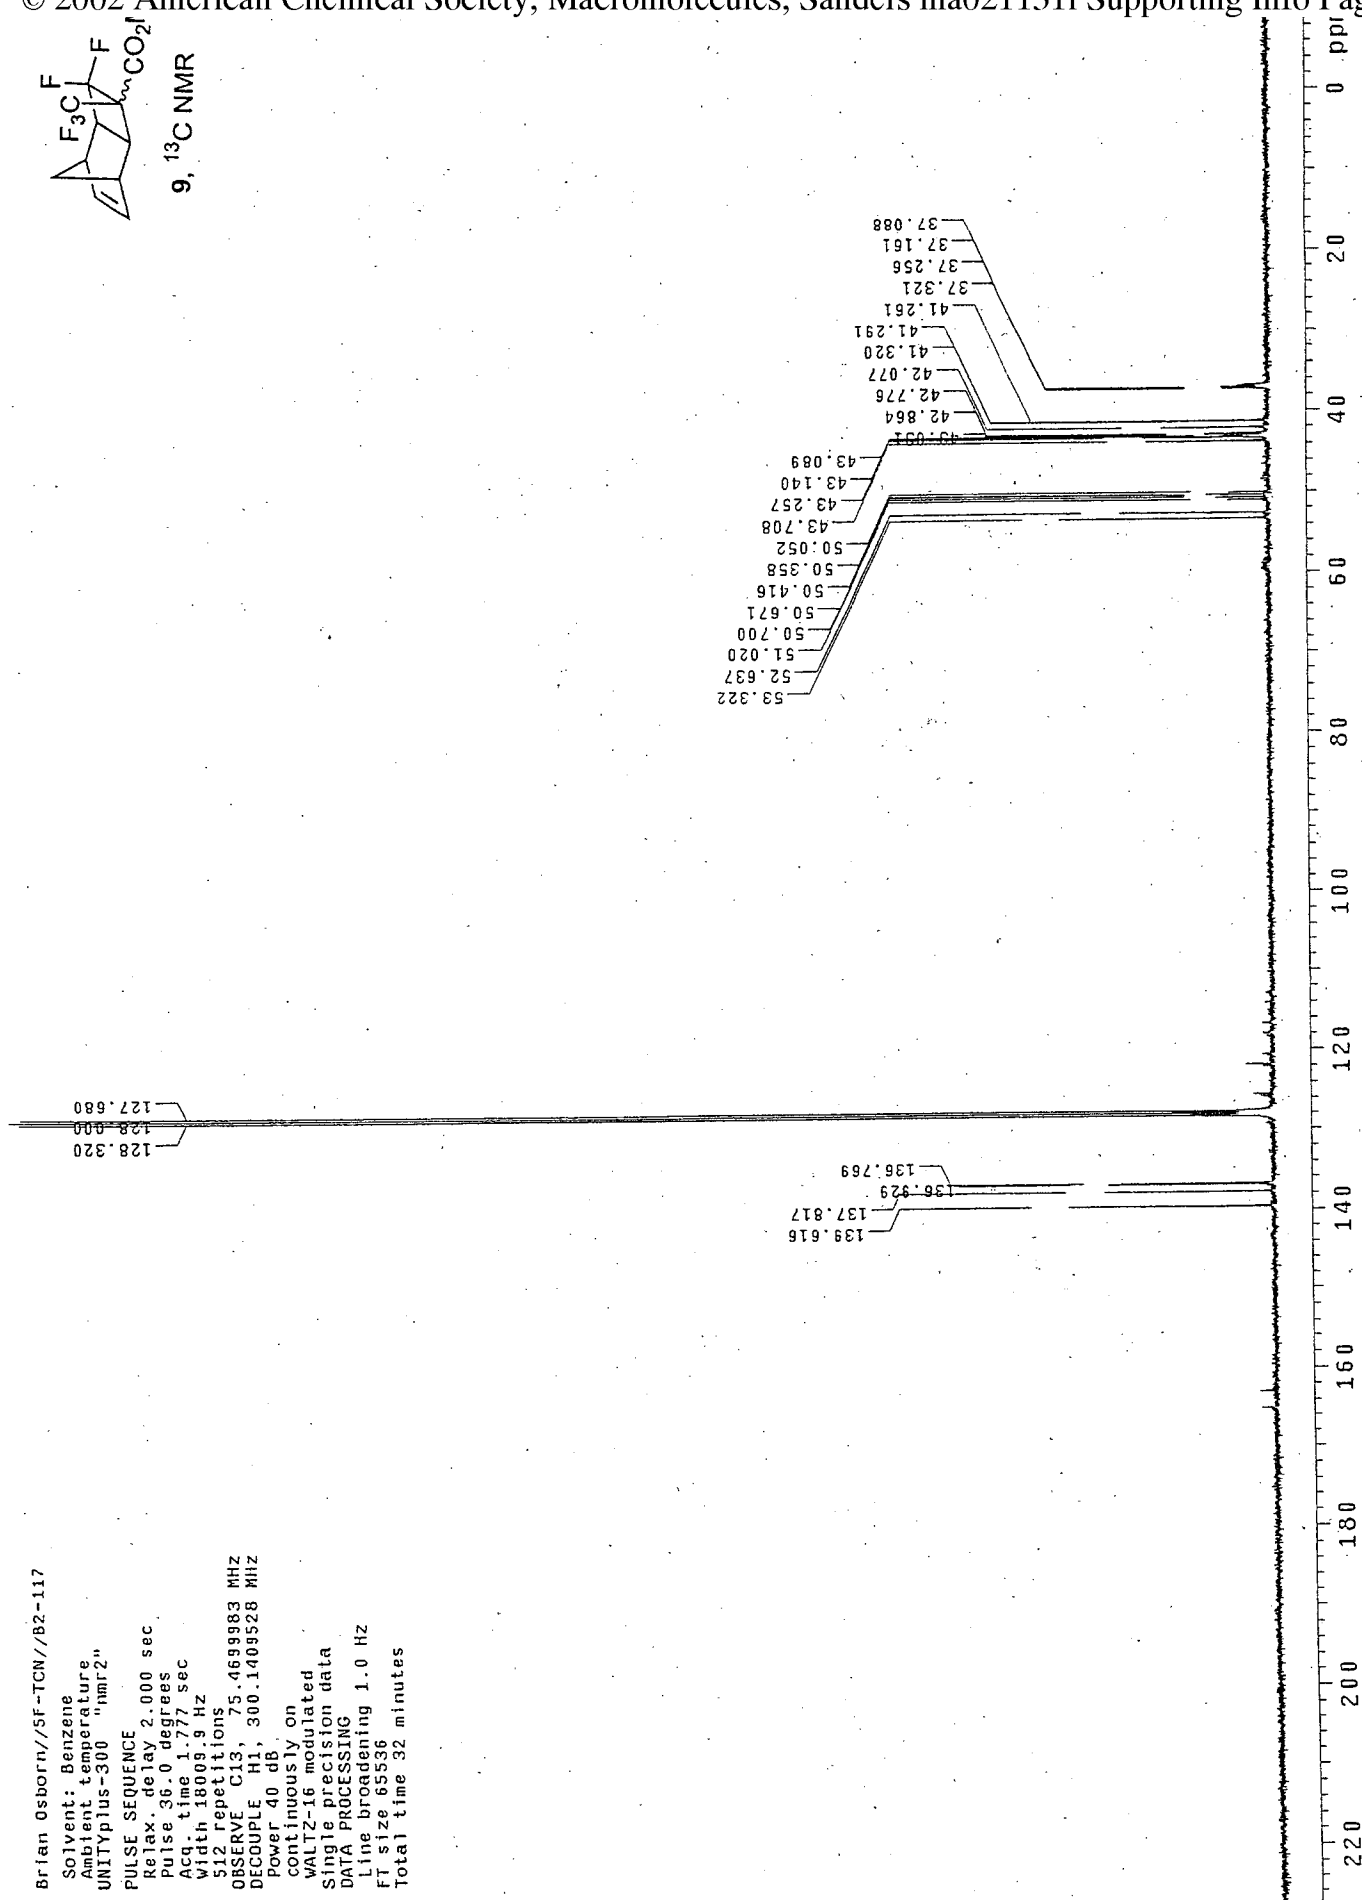 © 2002 American Chemical Society, Macromolecules, Sanders ma021131r Supporting Info Pag
F₃C F
F
CO₂
9, ¹³C NMR
Brian Osborn//5F-TCN//B2-117
Solvent: Benzene
Ambient temperature
UNITYplus-300 "nmr2"
PULSE SEQUENCE
Relax. delay 2.000 sec
Pulse 36.0 degrees
Acq. time 1.777 sec
Width 18009.9 Hz
512 repetitions
OBSERVE C13, 75.4699983 MHz
DECOUPLE H1, 300.1409528 MHz
Power 40 dB
continuously on
WALTZ-16 modulated
Single precision data
DATA PROCESSING
Line broadening 1.0 Hz
FT size 65536
Total time 32 minutes
37.088
37.161
37.256
37.321
41.261
41.291
41.320
42.077
42.776
42.864
43.031
43.089
43.140
43.257
43.708
50.052
50.358
50.416
50.671
50.700
51.020
52.637
53.322
127.680
128.000
128.320
136.769
136.929
137.817
139.616
220 200 180 160 140 120 100 80 60 40 20 0 pp